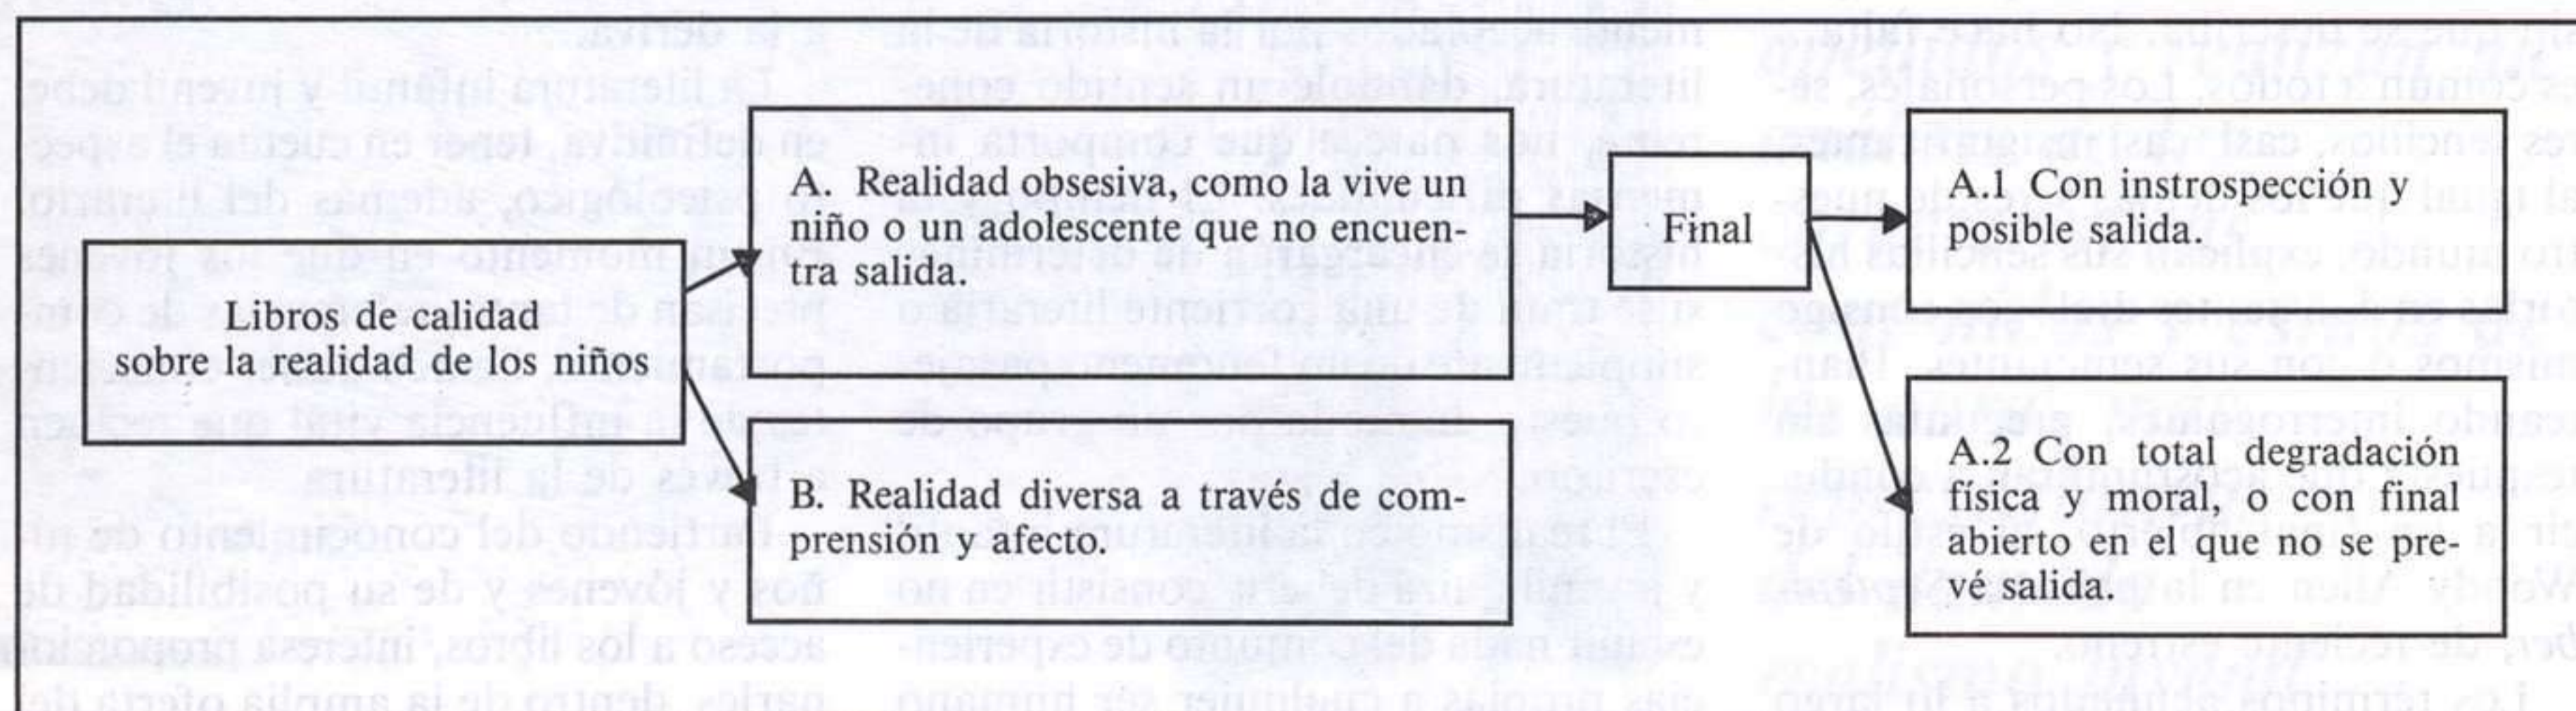 Libros de calidad
sobre la realidad de los niños
A. Realidad obsesiva, como la vive un
niño o un adolescente que no encuen-
tra salida.
B. Realidad diversa a través de com-
prensión y afecto.
Final
A.1 Con instrospección y
posible salida.
A.2 Con total degradación
física y moral, o con final
abierto en el que no se pre-
vé salida.